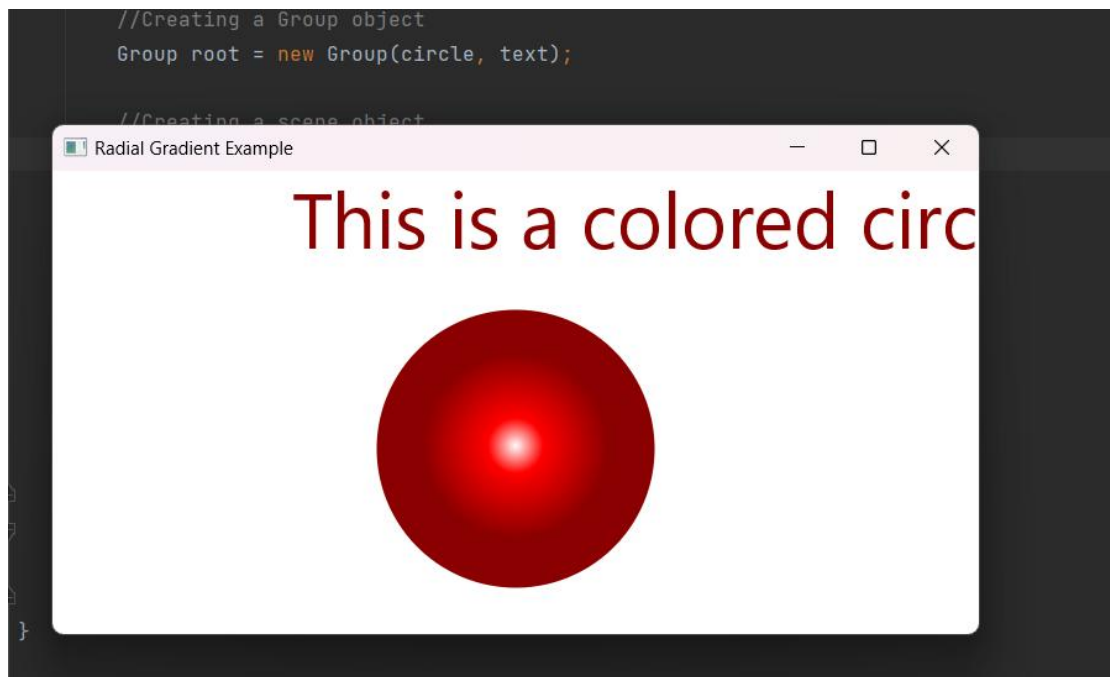 //Creating a Group object
Group root = new Group(circle, text);
//Creating a scene object
Radial Gradient Example
This is a colored circ
}